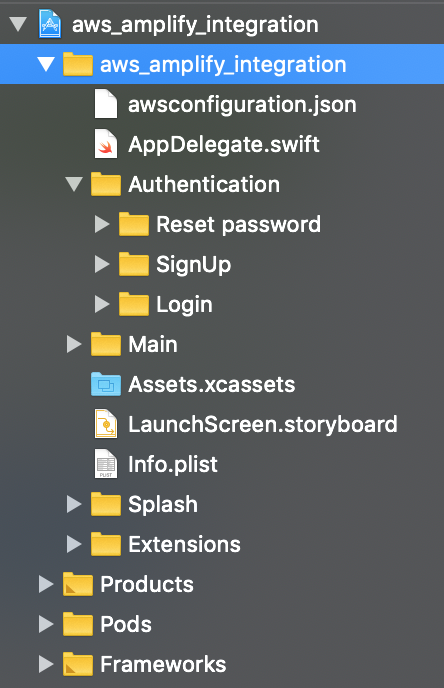 aws_amplify_integration
aws_amplify_integration
awsconfiguration.json
AppDelegate.swift
Authentication
Reset password
SignUp
Login
Main
Assets.xcassets
LaunchScreen.storyboard
PLIST Info.plist
Splash
Extensions
Products
Pods
Frameworks